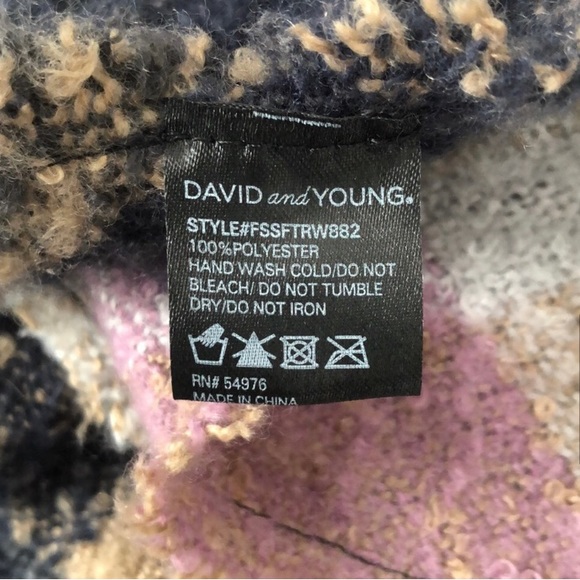 DAVID and YOUNG®
STYLE#FSSFTRW882
100%POLYESTER
HAND WASH COLD/DO NOT
BLEACH/ DO NOT TUMBLE
DRY/DO NOT IRON
RN# 54976
MADE IN CHINA